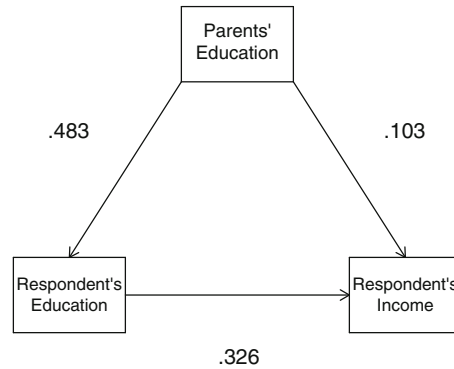 Parents'
Education
.483
.103
Respondent's
Education
Respondent's
Income
.326